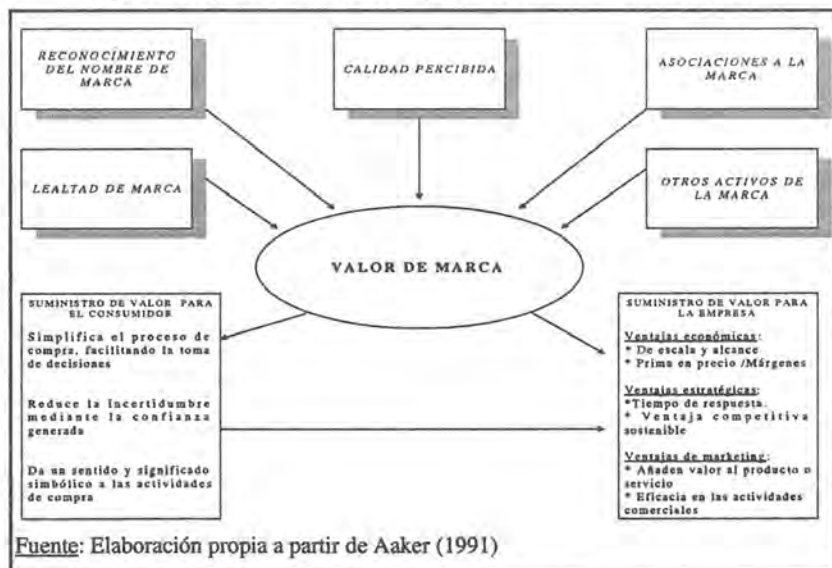 RECONOCIMIENTO
DEL NOMBRE DE
MARCA
CALIDAD PERCIBIDA
ASOCIACIONES A LA
MARCA
LEALTAD DE MARCA
OTROS ACTIVOS DE
LA MARCA
VALOR DE MARCA
SUMINISTRO DE VALOR PARA
EL CONSUMIDOR
Simplifica el proceso de
compra, facilitando la toma
de decisiones
Reduce la incertidumbre
mediante la confianza
generada
Da un sentido y significado
simbólico a las actividades
de compra
SUMINISTRO DE VALOR PARA
LA EMPRESA
Ventajas económicas:
* De escala y alcance
* Prima en precio /Márgenes
Ventajas estratégicas:
*Tiempo de respuesta.
* Ventaja competitiva
sostenible
Ventajas de marketing:
* Añaden valor al producto o
servicio
* Eficacia en las actividades
comerciales
Fuente: Elaboración propia a partir de Aaker (1991)